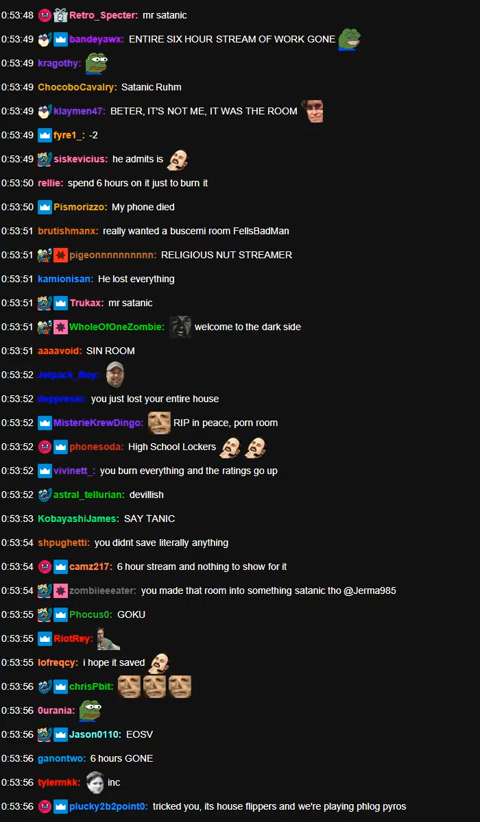 0:53:48 Retro_Specter: mr satanic
0:53:49 bandeyawx: ENTIRE SIX HOUR STREAM OF WORK GONE
0:53:49 kragothy:
0:53:49 ChocoboCavalry: Satanic Ruhm
0:53:49 klaymen47: BETER, IT'S NOT ME, IT WAS THE ROOM
0:53:49 fyre1_: -2
0:53:49 siskevicius: he admits is
0:53:50 rellie: spend 6 hours on it just to burn it
0:53:50 Pismorizzo: My phone died
0:53:51 brutishmanx: really wanted a buscemi room FellsBadMan
0:53:51 pigeonnnnnnnnnn: RELIGIOUS NUT STREAMER
0:53:51 kamionisan: He lost everything
0:53:51 Trukax: mr satanic
0:53:51 WholeOfOneZombie: welcome to the dark side
0:53:51 aaaavoid: SIN ROOM
0:53:52 Jetpack_Boy:
0:53:52 deppresio: you just lost your entire house
0:53:52 MisterieKrewDingo: RIP in peace, porn room
0:53:52 phonesoda: High School Lockers
0:53:52 vivinett_: you burn everything and the ratings go up
0:53:52 astral_tellurian: devillish
0:53:53 KobayashiJames: SAY TANIC
0:53:54 shpughetti: you didnt save literally anything
0:53:54 camz217: 6 hour stream and nothing to show for it
0:53:54 zombiieeeater: you made that room into something satanic tho @Jerma985
0:53:55 Phocus0: GOKU
0:53:55 RiotRey:
0:53:55 lofreqcy: i hope it saved
0:53:56 chrisPbit:
0:53:56 0urania:
0:53:56 Jason0110: EOSV
0:53:56 ganontwo: 6 hours GONE
0:53:56 tylermkk: inc
0:53:56 plucky2b2point0: tricked you, its house flippers and we're playing phlog pyros